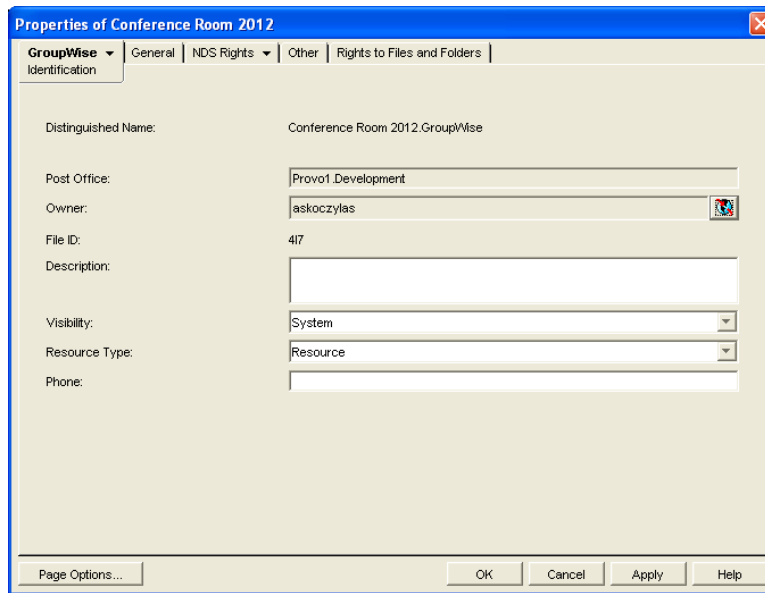 Properties of Conference Room 2012
GroupWise General NDS Rights Other Rights to Files and Folders
Identification
Distinguished Name: Conference Room 2012.GroupWise
Post Office: Provo1.Development
Owner: askoczylas
File ID: 4I7
Description:
Visibility: System
Resource Type: Resource
Phone:
Page Options... OK Cancel Apply Help